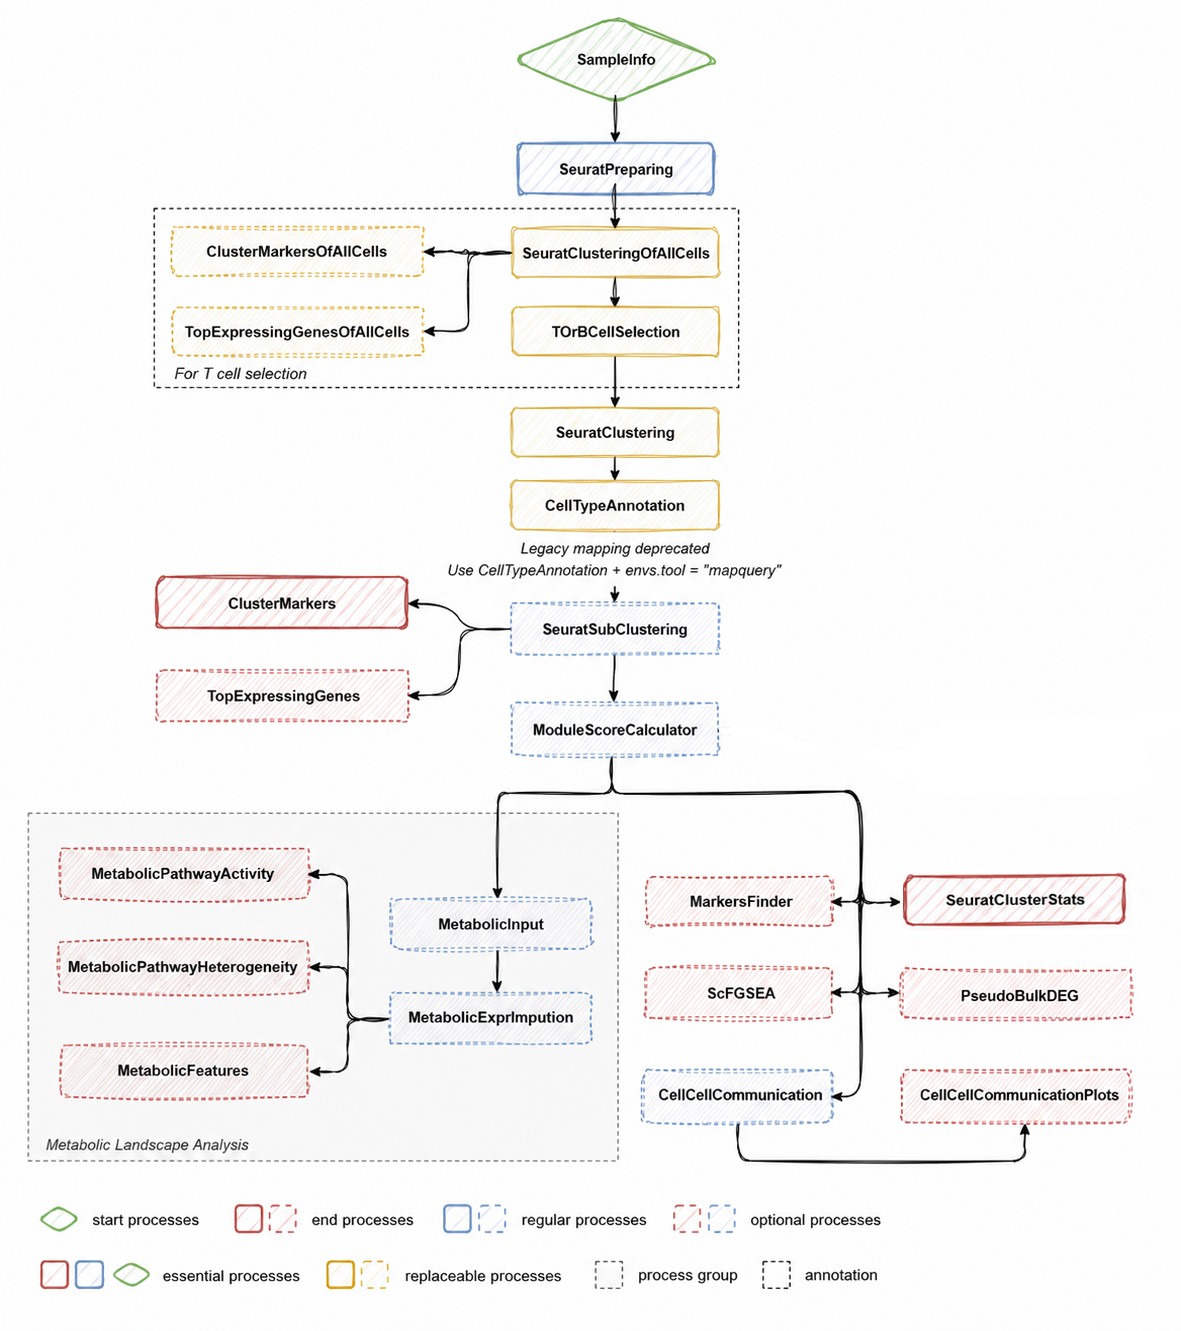 SampleInfo
SeuratPreparing
ClusterMarkersOfAllCells
SeuratClusteringOfAllCells
TopExpressingGenesOfAllCells
TOrBCellSelection
For T cell selection
SeuratClustering
CellTypeAnnotation
Legacy mapping deprecated
Use CellTypeAnnotation + envs.tool = "mapquery"
ClusterMarkers
SeuratSubClustering
TopExpressingGenes
ModuleScoreCalculator
MetabolicPathwayActivity
MetabolicInput
MetabolicPathwayHeterogeneity
MetabolicExprImpution
MetabolicFeatures
Metabolic Landscape Analysis
MarkersFinder
SeuratClusterStats
ScFGSEA
PseudoBulkDEG
CellCellCommunication
CellCellCommunicationPlots
start processes
end processes
regular processes
optional processes
essential processes
replaceable processes
process group
annotation